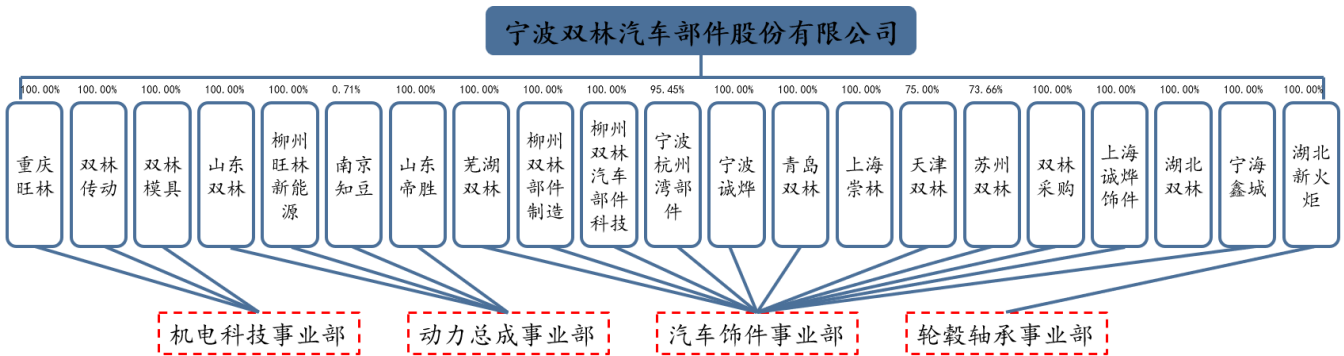 宁波双林汽车部件股份有限公司
100.00% 100.00% 100.00% 100.00% 100.00% 0.71% 100.00% 100.00% 100.00% 100.00% 95.45% 100.00% 100.00% 100.00% 75.00% 73.66% 100.00% 100.00% 100.00% 100.00% 100.00%
重庆
旺林
双林
传动
双林
模具
山东
双林
柳州
旺林
新能
源
南京
知豆
山东
帝胜
芜湖
双林
柳州
双林
部件
制造
柳州
双林
汽车
部件
科技
宁波
杭州
湾部
件
宁波
诚烨
青岛
双林
上海
崇林
天津
双林
苏州
双林
双林
采购
上海
诚烨
饰件
湖北
双林
宁海
鑫城
湖北
新火
炬
机电科技事业部
动力总成事业部
汽车饰件事业部
轮毂轴承事业部